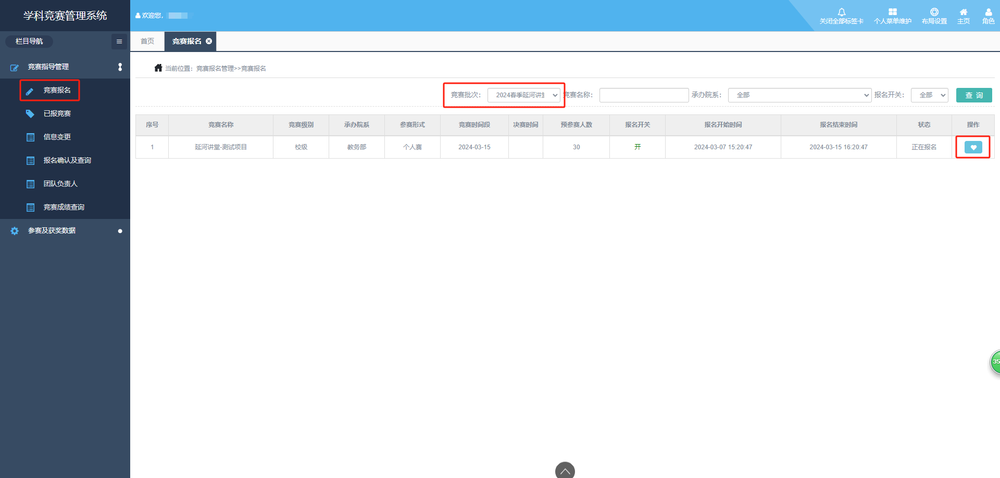 学科竞赛管理系统
欢迎您,
关闭全部标签卡 个人菜单维护 布局设置 主页 角色
栏目导航
首页 竞赛报名
竞赛指导管理
竞赛报名
已报竞赛
信息变更
报名确认及查询
团队负责人
竞赛成绩查询
参赛及获奖数据
当前位置：竞赛报名管理>>竞赛报名
竞赛批次： 2024春季延河讲堂 竞赛名称： 承办院系： 全部 报名开关： 全部 查 询
序号 竞赛名称 竞赛级别 承办院系 参赛形式 竞赛时间段 决赛时间 预参赛人数 报名开关 报名开始时间 报名结束时间 状态 操作
1 延河讲堂-测试项目 校级 教务部 个人赛 2024-03-15 30 开 2024-03-07 15:20:47 2024-03-15 16:20:47 正在报名
35